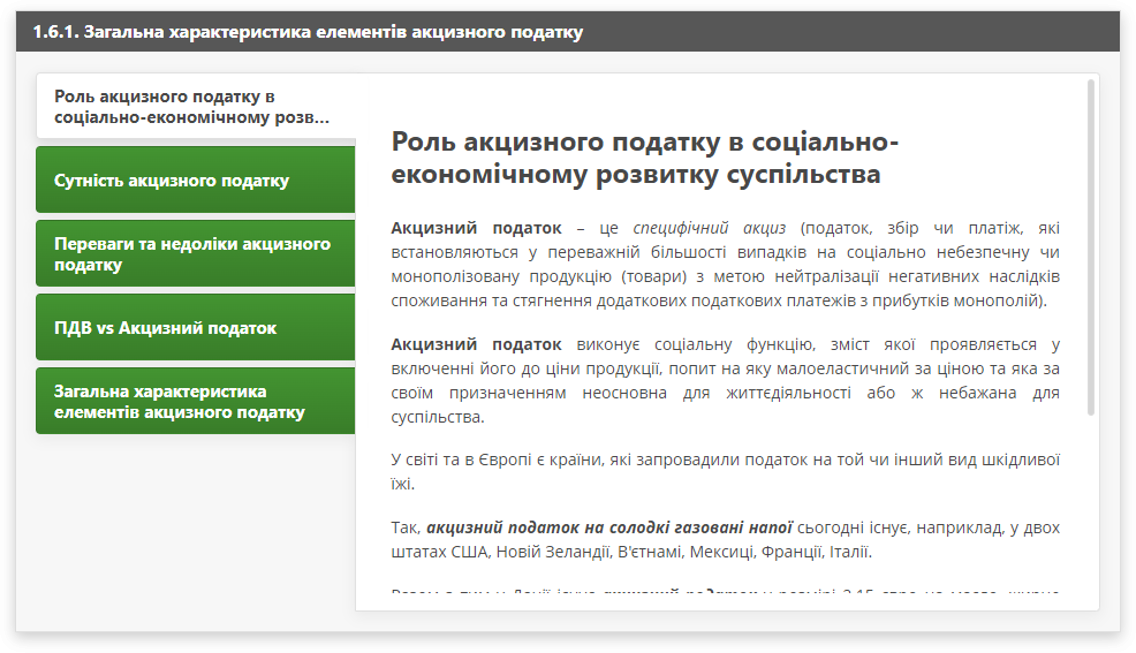 1.6.1. Загальна характеристика елементів акцизного податку
Роль акцизного податку в
соціально-економічному розв...
Сутність акцизного податку
Переваги та недоліки акцизного
податку
ПДВ vs Акцизний податок
Загальна характеристика
елементів акцизного податку
Роль акцизного податку в соціально-
економічному розвитку суспільства
Акцизний податок – це специфічний акциз (податок, збір чи платіж, які
встановлюються у переважній більшості випадків на соціально небезпечну чи
монополізовану продукцію (товари) з метою нейтралізації негативних наслідків
споживання та стягнення додаткових податкових платежів з прибутків монополій).
Акцизний податок виконує соціальну функцію, зміст якої проявляється у
включенні його до ціни продукції, попит на яку малоеластичний за ціною та яка за
своїм призначенням неосновна для життєдіяльності або ж небажана для
суспільства.
У світі та в Європі є країни, які запровадили податок на той чи інший вид шкідливої
їжі.
Так, акцизний податок на солодкі газовані напої сьогодні існує, наприклад, у двох
штатах США, Новій Зеландії, В'єтнамі, Мексиці, Франції, Італії.